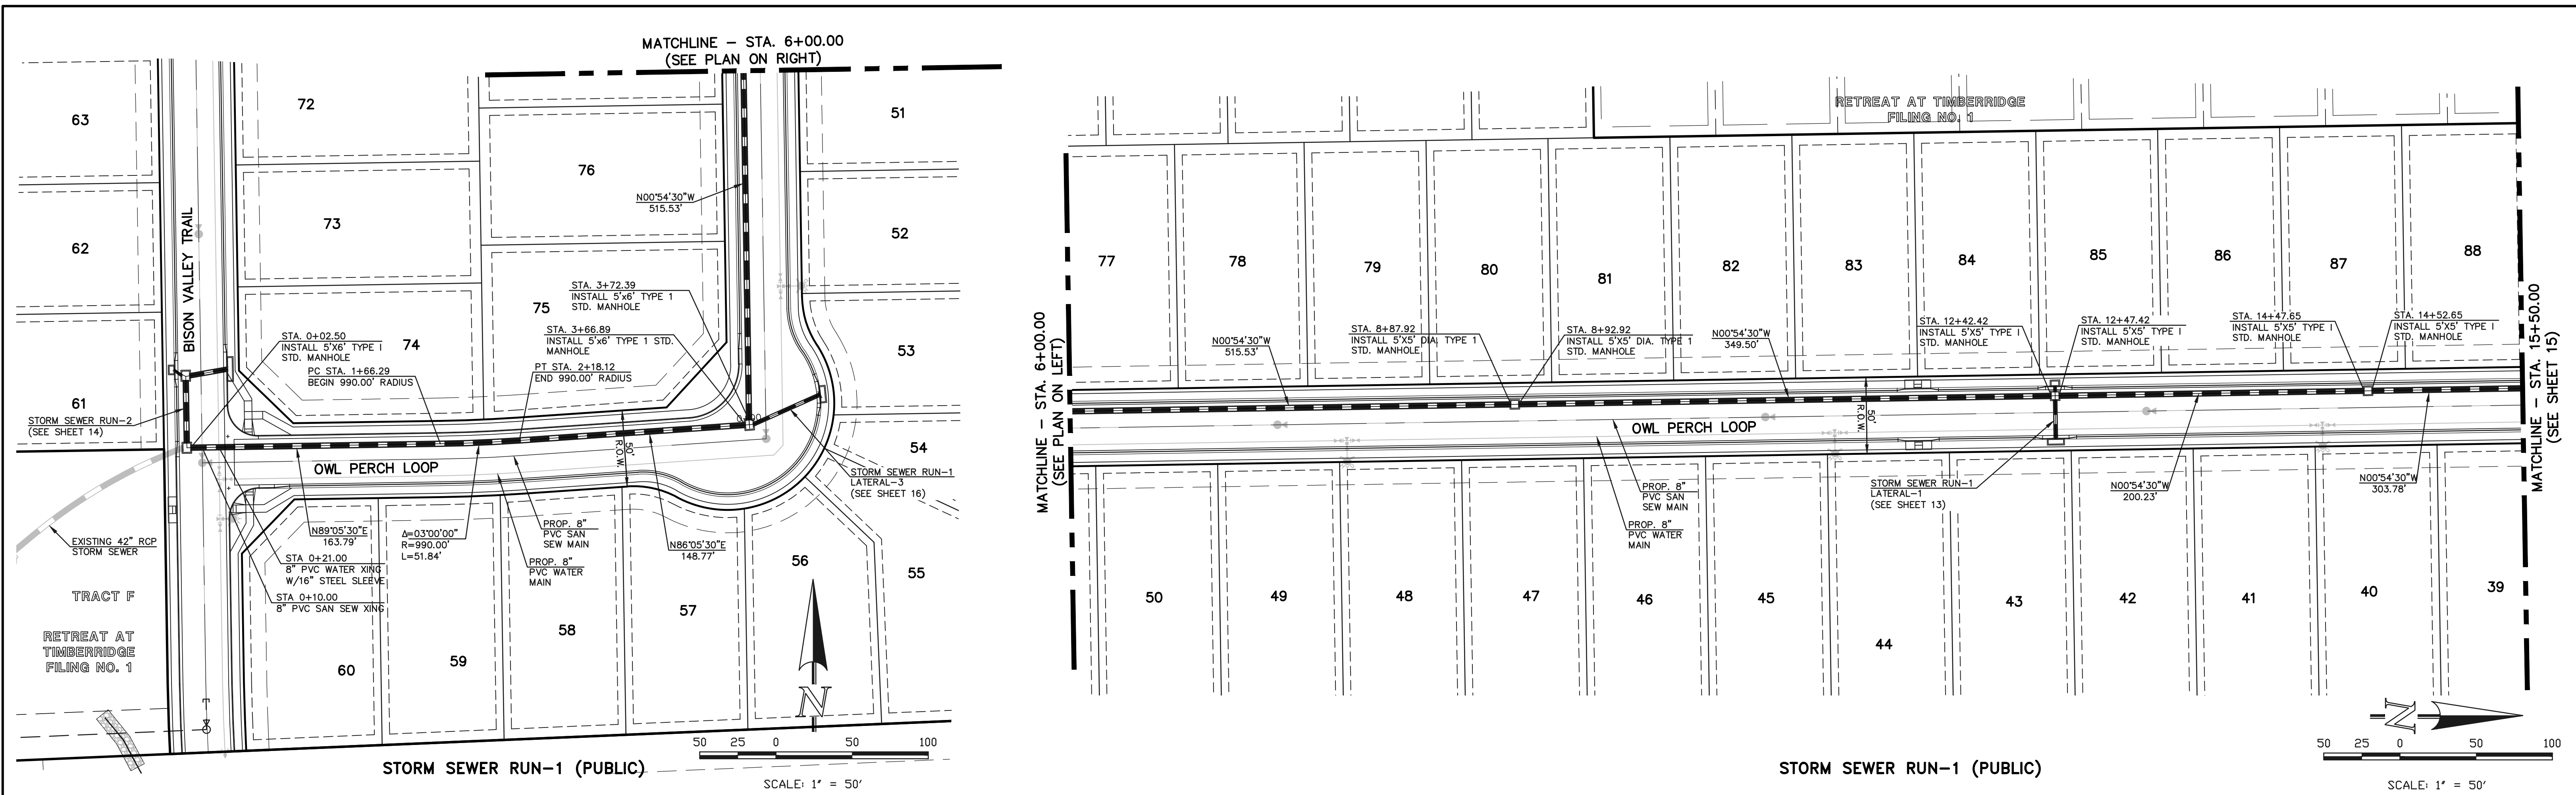 MATCHLINE – STA. 6+00.00
(SEE PLAN ON RIGHT)
63
72
51
76
N00°54'30"W
515.53'
62
73
52
BISON VALLEY TRAIL
75
STA. 3+72.39
INSTALL 5'x6' TYPE 1
STD. MANHOLE
STA. 3+66.89
INSTALL 5'x6' TYPE 1 STD.
MANHOLE
STA. 0+02.50
INSTALL 5'X6' TYPE I
STD. MANHOLE
74
53
PC STA. 1+66.29
BEGIN 990.00' RADIUS
PT STA. 2+18.12
END 990.00' RADIUS
61
STORM SEWER RUN-2
(SEE SHEET 14)
50'
R.O.W.
54
OWL PERCH LOOP
STORM SEWER RUN-1
LATERAL-3
(SEE SHEET 16)
EXISTING 42" RCP
STORM SEWER
N89°05'30"E
163.79'
Δ=03°00'00"
R=990.00'
L=51.84'
PROP. 8"
PVC SAN
SEW MAIN
N86°05'30"E
148.77'
STA 0+21.00
8" PVC WATER XING
W/16" STEEL SLEEVE
PROP. 8"
PVC WATER
MAIN
56
55
STA 0+10.00
8" PVC SAN SEW XING
TRACT F
RETREAT AT
TIMBERRIDGE
FILING NO. 1
60
59
58
57
N
50 25 0 50 100
STORM SEWER RUN-1 (PUBLIC)
SCALE: 1" = 50'
RETREAT AT TIMBERRIDGE
FILING NO. 1
77
78
79
80
81
82
83
84
85
86
87
88
MATCHLINE – STA. 6+00.00
(SEE PLAN ON LEFT)
N00°54'30"W
515.53'
STA. 8+87.92
INSTALL 5'X5' DIA. TYPE 1
STD. MANHOLE
STA. 8+92.92
INSTALL 5'X5' DIA. TYPE 1
STD. MANHOLE
N00°54'30"W
349.50'
STA. 12+42.42
INSTALL 5'X5' TYPE I
STD. MANHOLE
STA. 12+47.42
INSTALL 5'X5' TYPE I
STD. MANHOLE
STA. 14+47.65
INSTALL 5'X5' TYPE I
STD. MANHOLE
STA. 14+52.65
INSTALL 5'X5' TYPE I
STD. MANHOLE
MATCHLINE – STA. 15+50.00
(SEE SHEET 15)
50'
R.O.W.
OWL PERCH LOOP
PROP. 8"
PVC SAN
SEW MAIN
PROP. 8"
PVC WATER
MAIN
STORM SEWER RUN-1
LATERAL-1
(SEE SHEET 13)
N00°54'30"W
200.23'
N00°54'30"W
303.78'
50
49
48
47
46
45
44
43
42
41
40
39
N
50 25 0 50 100
STORM SEWER RUN-1 (PUBLIC)
SCALE: 1" = 50'